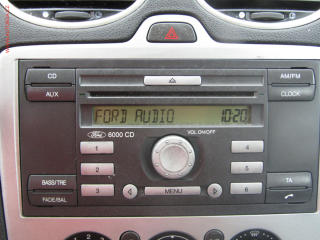 CD
AM/FM
AUX
CLOCK
FORD AUDIO 10:20
Ford 6000 CD VOL ON/OFF
1 4
2 5
3 MENU 6
BASS/TRE
TA
FADE/BAL